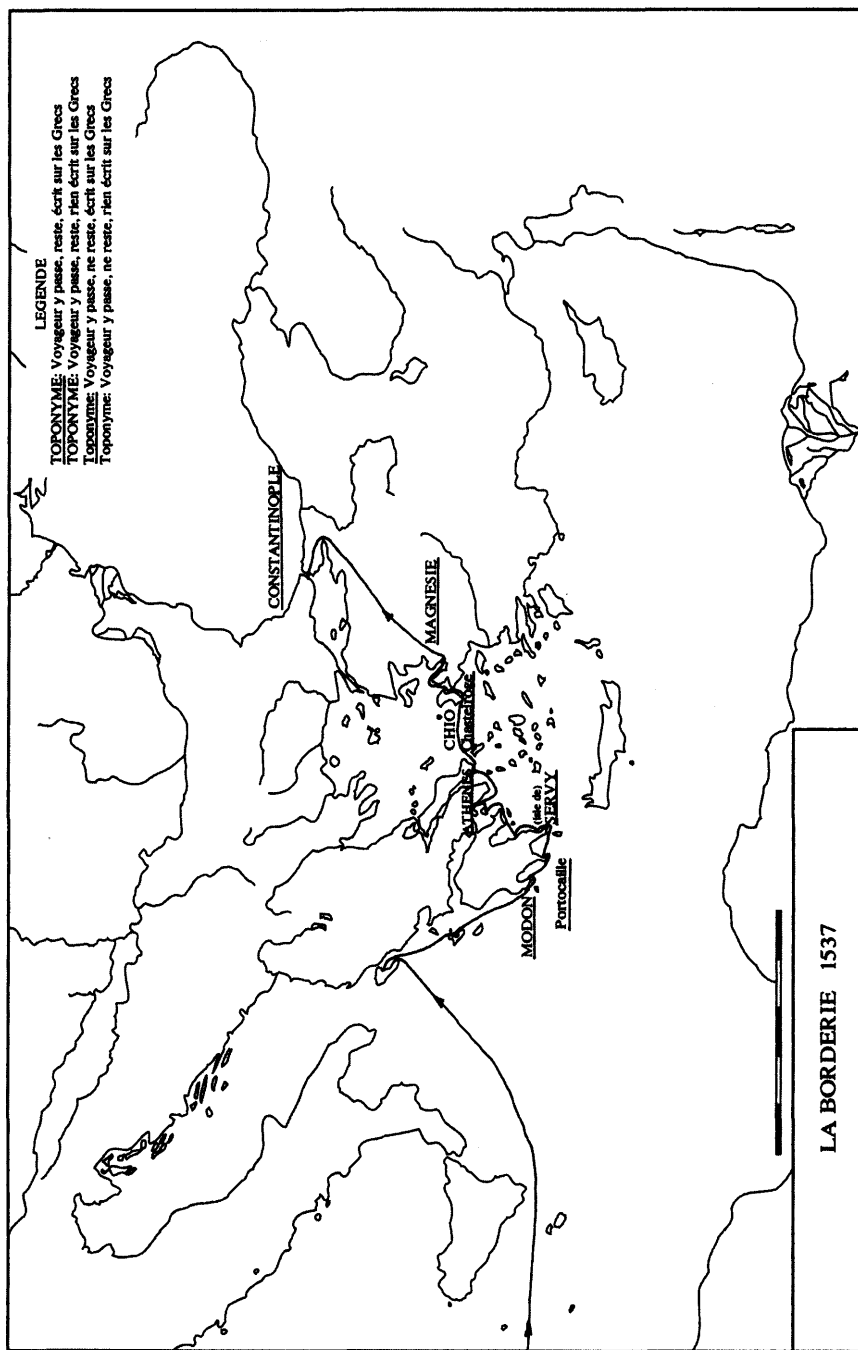 LEGENDE
TOPONYME: Voyageur y passe, reste, écrit sur les Grecs
TOPONYME: Voyageur y passe, reste, rien écrit sur les Grecs
Toponyme: Voyageur y passe, ne reste, écrit sur les Grecs
Toponyme: Voyageur y passe, ne reste, rien écrit sur les Grecs
CONSTANTINOPLE
MAGNESIE
CHIO
Chastelroge
ATHENES
(isle de)
SERVY
MODON
Portocaille
LA BORDERIE 1537